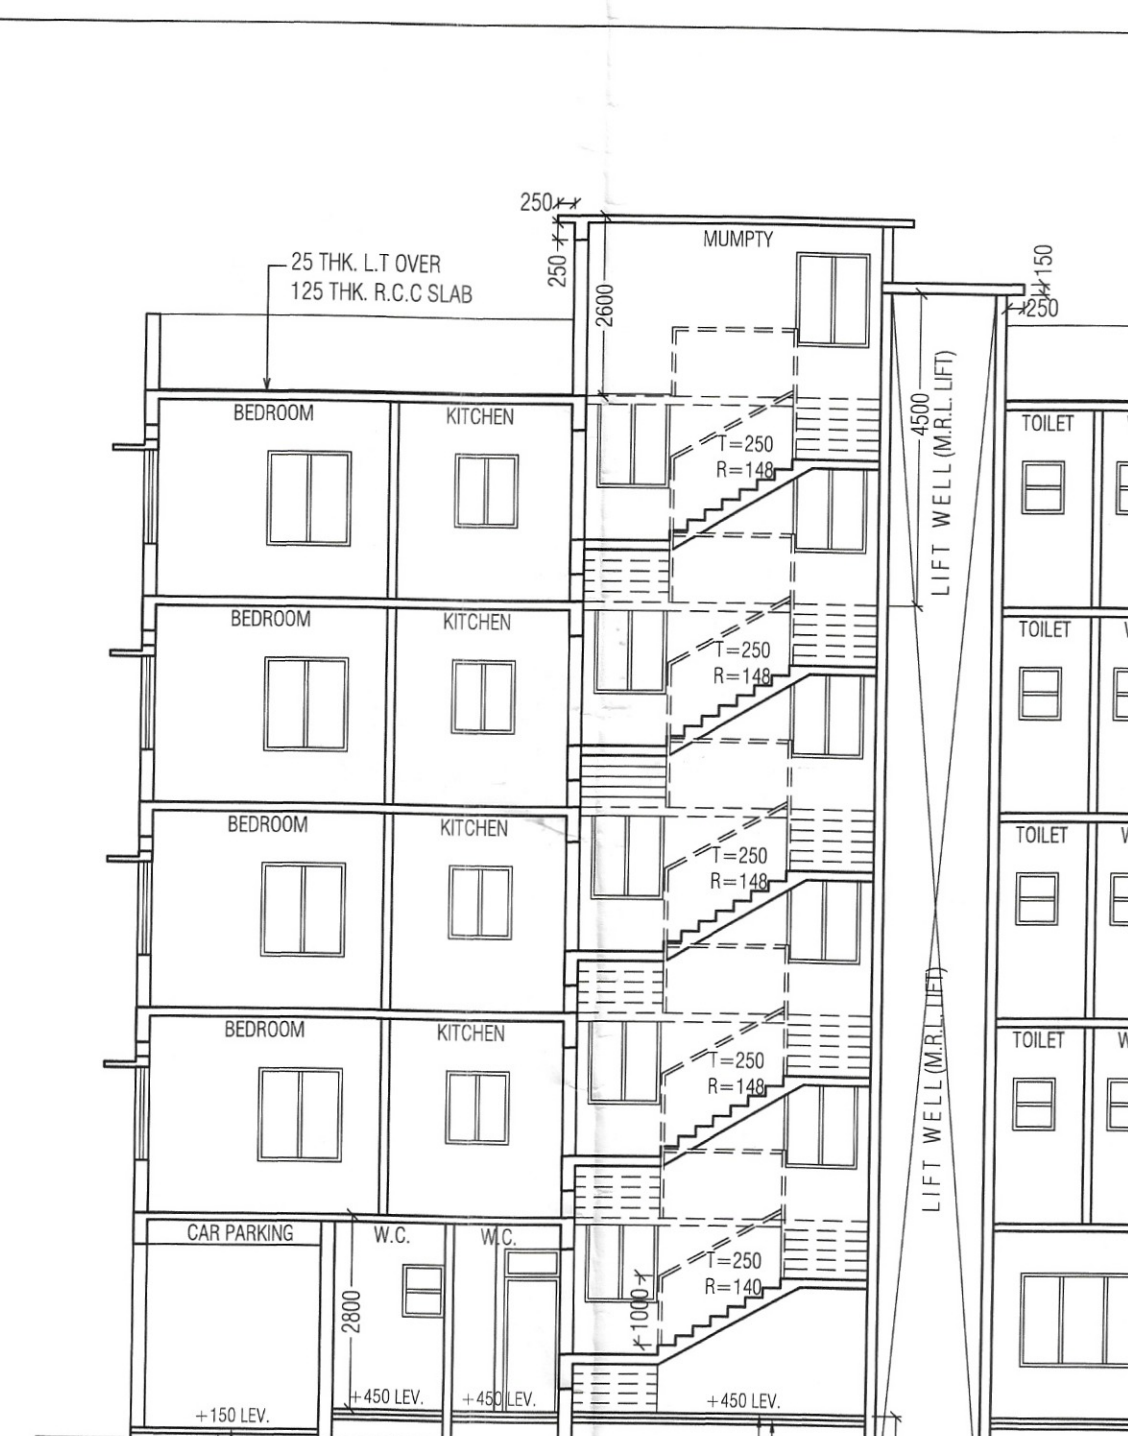 250
MUMPTY
250
25 THK. L.T OVER
125 THK. R.C.C SLAB
2600
150
250
4500
LIFT WELL (M.R.L. LIFT)
BEDROOM
KITCHEN
T=250
R=148
TOILET
BEDROOM
KITCHEN
T=250
R=148
TOILET
BEDROOM
KITCHEN
T=250
R=148
TOILET
BEDROOM
KITCHEN
T=250
R=148
LIFT WELL (M.R.L. LIFT)
TOILET
CAR PARKING
W.C.
W.C.
T=250
R=140
2800
1000
+450 LEV.
+450 LEV.
+450 LEV.
+150 LEV.